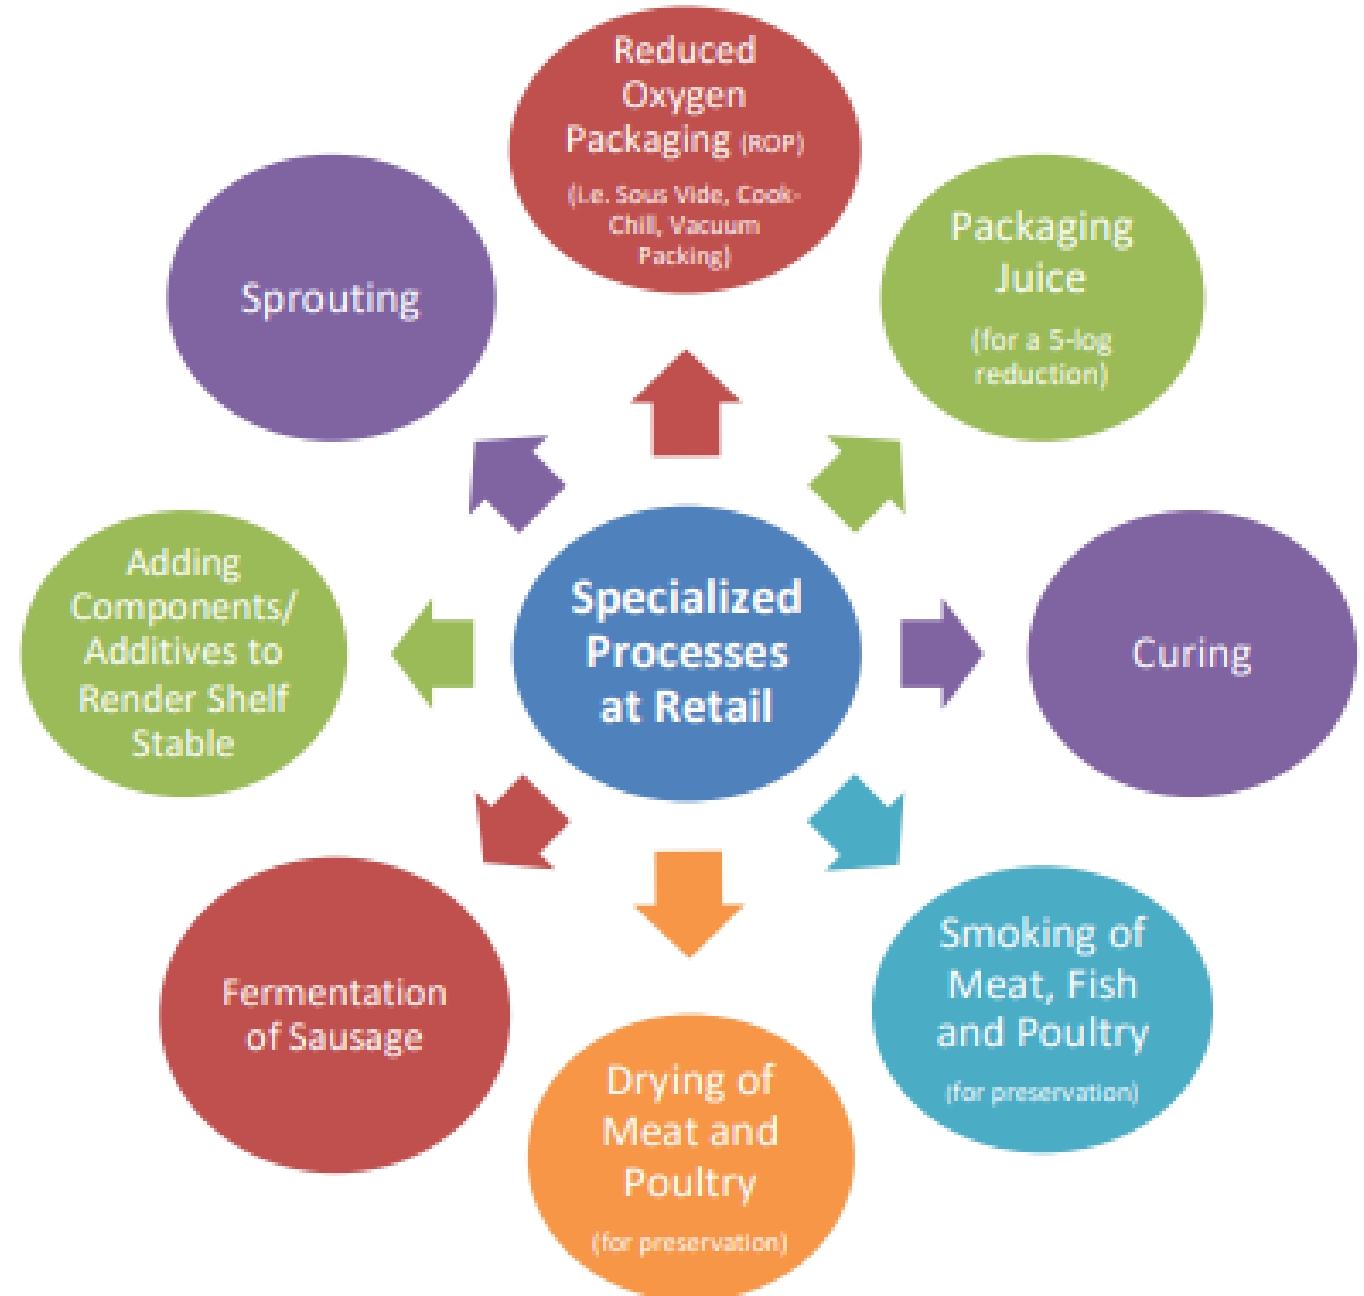 Reduced
Oxygen
Packaging (ROP)
(i.e. Sous Vide, Cook-
Chill, Vacuum
Packing)
Packaging
Juice
(for a 5-log
reduction)
Curing
Smoking of
Meat, Fish
and Poultry
(for preservation)
Drying of
Meat and
Poultry
(for preservation)
Fermentation
of Sausage
Adding
Components/
Additives to
Render Shelf
Stable
Sprouting
Specialized
Processes
at Retail